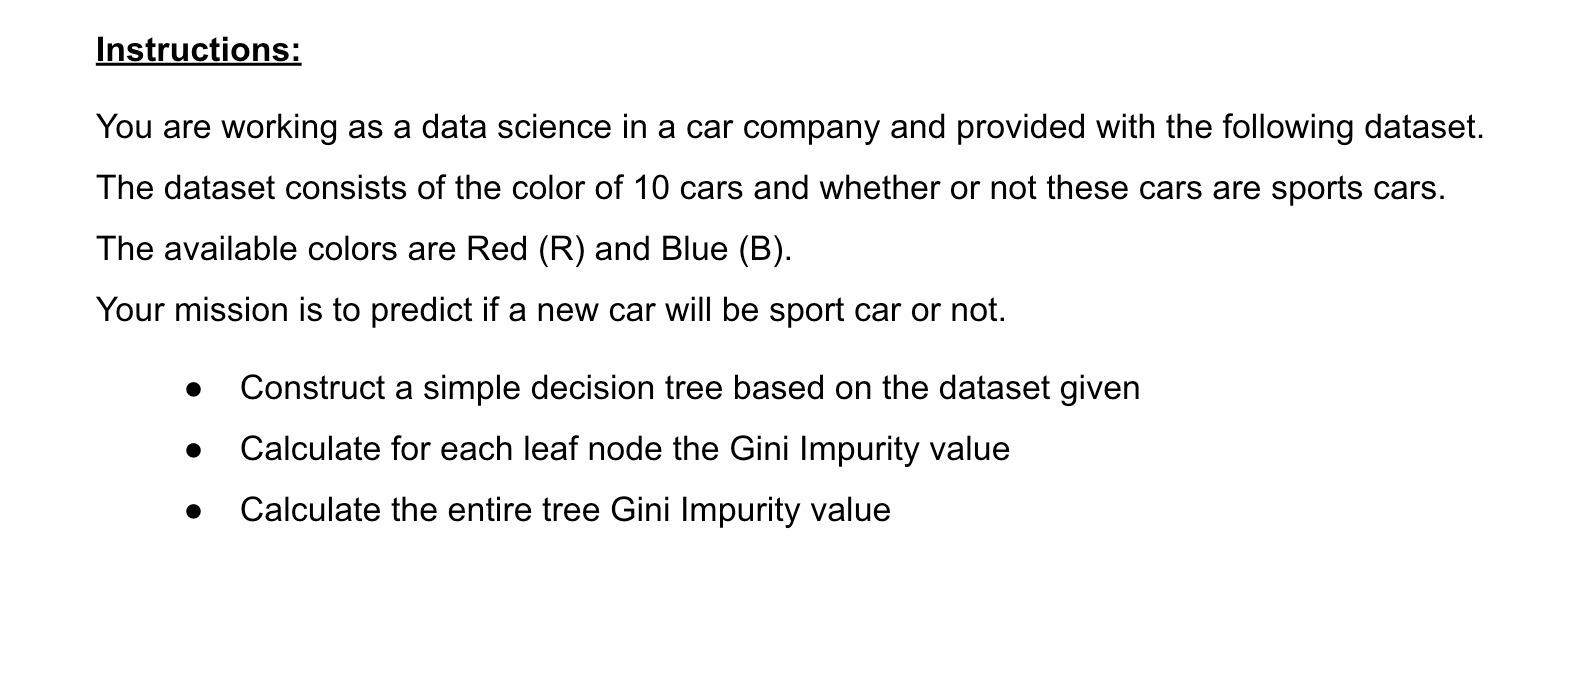 Instructions:
You are working as a data science in a car company and provided with the following dataset.
The dataset consists of the color of 10 cars and whether or not these cars are sports cars.
The available colors are Red (R) and Blue (B).
Your mission is to predict if a new car will be sport car or not.
● Construct a simple decision tree based on the dataset given
● Calculate for each leaf node the Gini Impurity value
● Calculate the entire tree Gini Impurity value